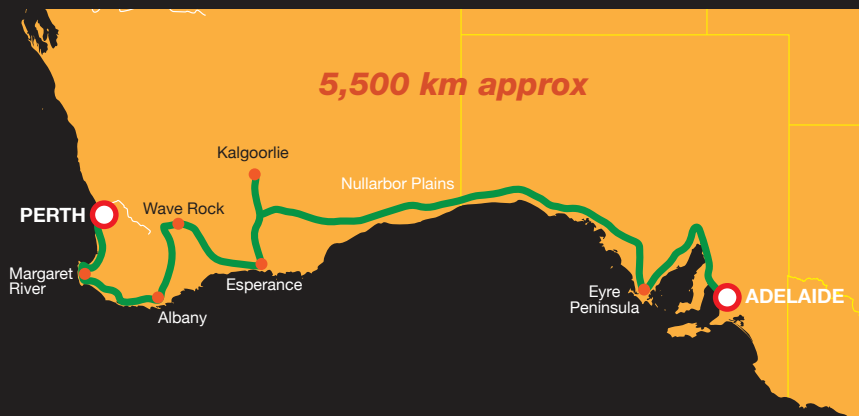 5,500 km approx
Kalgoorlie
Nullarbor Plains
PERTH
Wave Rock
Margaret
River
Esperance
Albany
Eyre
Peninsula
ADELAIDE